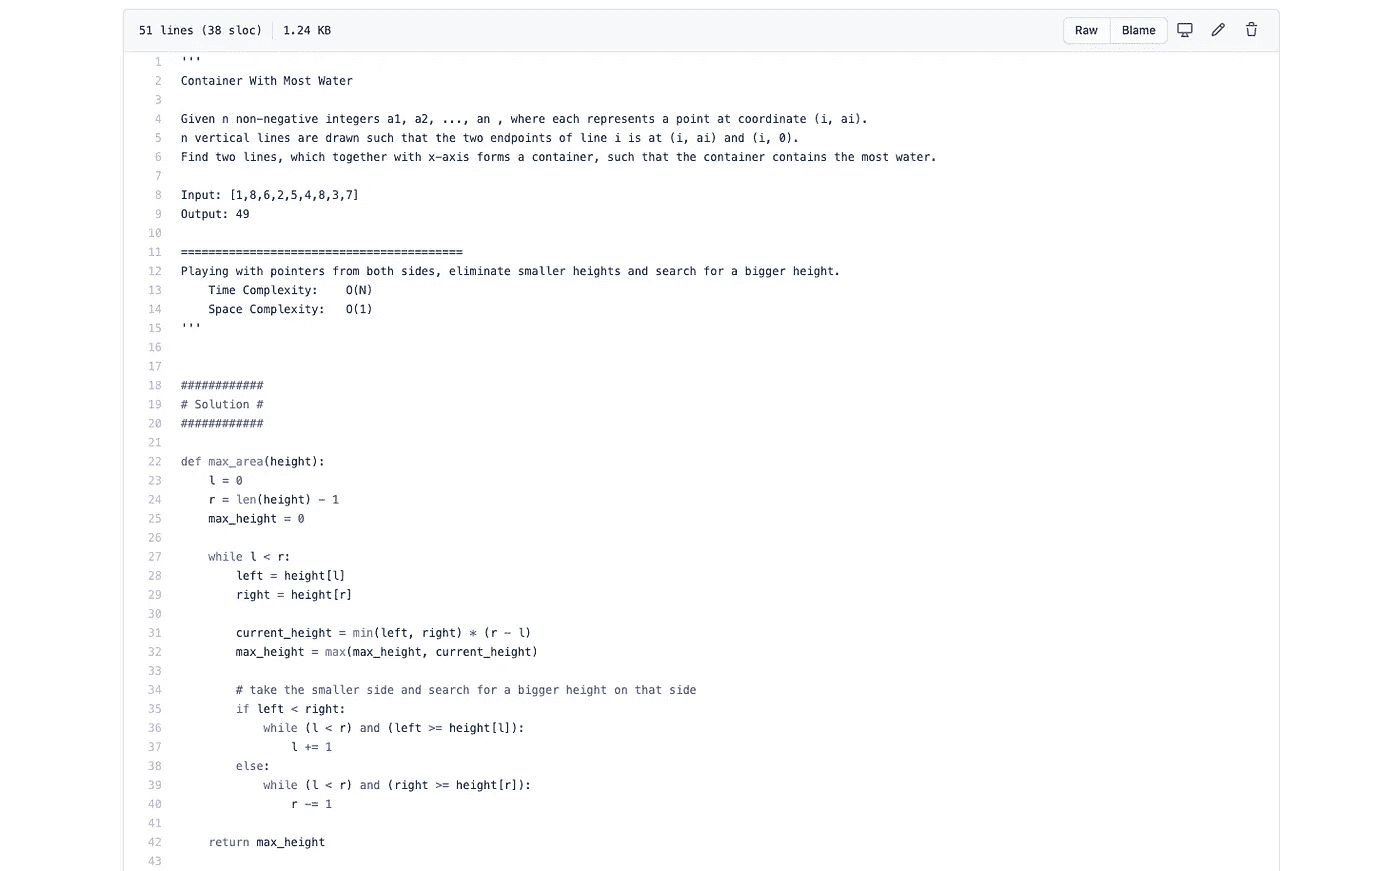 51 lines (38 sloc) 1.24 KB Raw Blame
1 '''
2 Container With Most Water
3
4 Given n non-negative integers a1, a2, ..., an , where each represents a point at coordinate (i, ai).
5 n vertical lines are drawn such that the two endpoints of line i is at (i, ai) and (i, 0).
6 Find two lines, which together with x-axis forms a container, such that the container contains the most water.
7
8 Input: [1,8,6,2,5,4,8,3,7]
9 Output: 49
10
11 =========================================
12 Playing with pointers from both sides, eliminate smaller heights and search for a bigger height.
13     Time Complexity:    O(N)
14     Space Complexity:   O(1)
15 '''
16
17
18 ############
19 # Solution #
20 ############
21
22 def max_area(height):
23     l = 0
24     r = len(height) - 1
25     max_height = 0
26
27     while l < r:
28         left = height[l]
29         right = height[r]
30
31         current_height = min(left, right) * (r - l)
32         max_height = max(max_height, current_height)
33
34         # take the smaller side and search for a bigger height on that side
35         if left < right:
36             while (l < r) and (left >= height[l]):
37                 l += 1
38         else:
39             while (l < r) and (right >= height[r]):
40                 r -= 1
41
42     return max_height
43